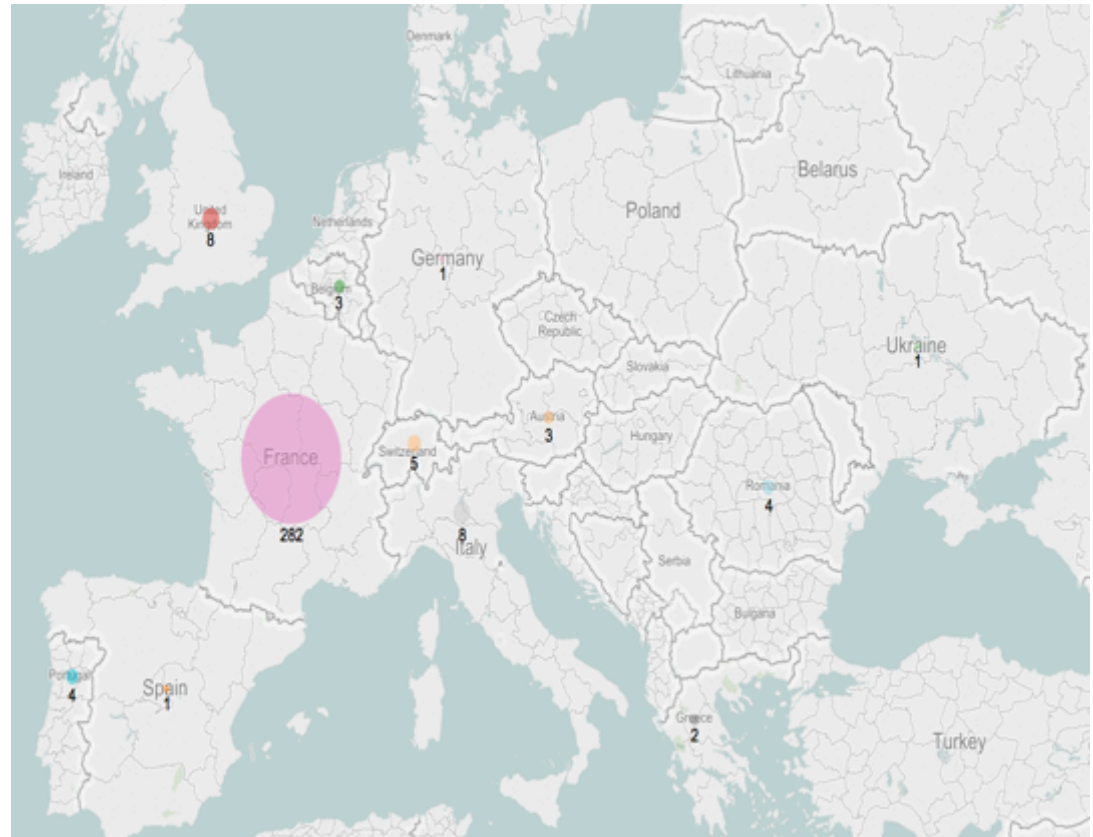 Denmark
Lithuania
Ireland
Belarus
United
Kingdom
8
Poland
Netherlands
Germany
1
Belgium
3
Czech
Republic
Ukraine
1
Slovakia
Austria
3
Hungary
France
282
Switzerland
5
Romania
4
8
Italy
Serbia
Bulgaria
Portugal
4
Spain
1
Greece
2
Turkey